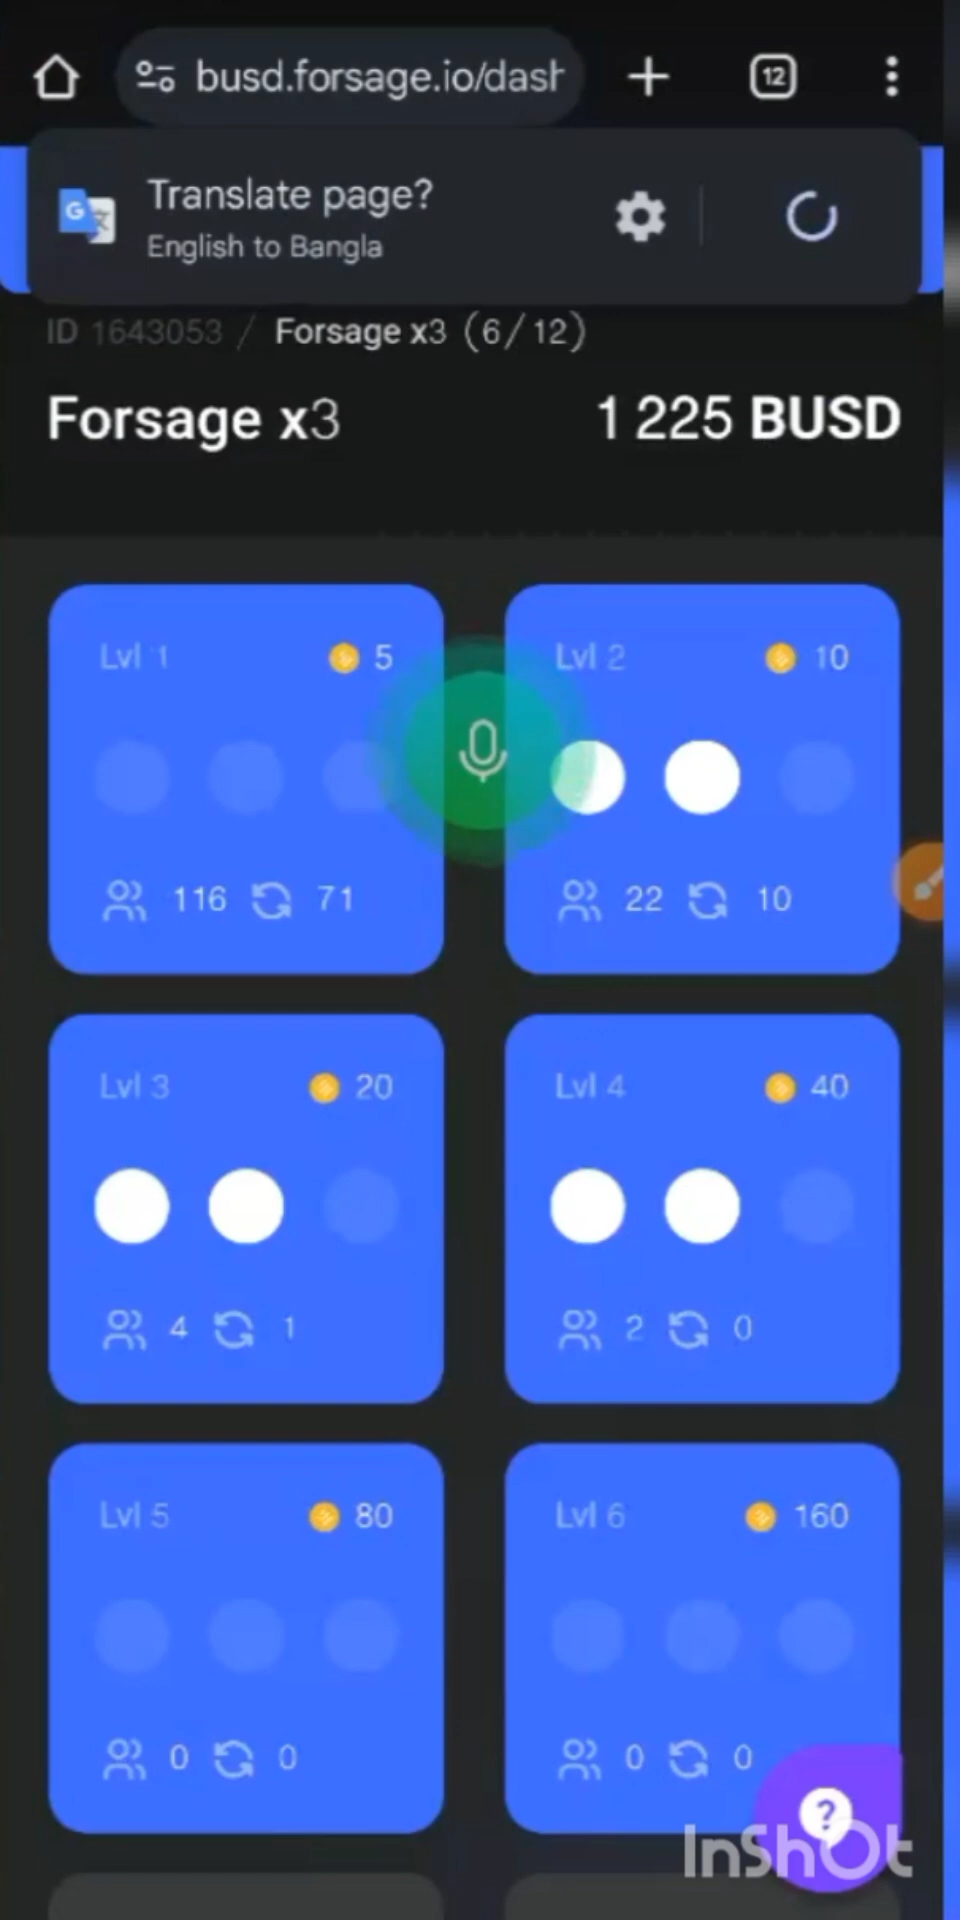 busd.forsage.io/dash
12
Translate page?
English to Bangla
ID 1643053 / Forsage x3 (6/12)
Forsage x3 1 225 BUSD
Lvl 1 5
116 71
Lvl 2 10
22 10
Lvl 3 20
4 1
Lvl 4 40
2 0
Lvl 5 80
0 0
Lvl 6 160
0 0
?
InShOt